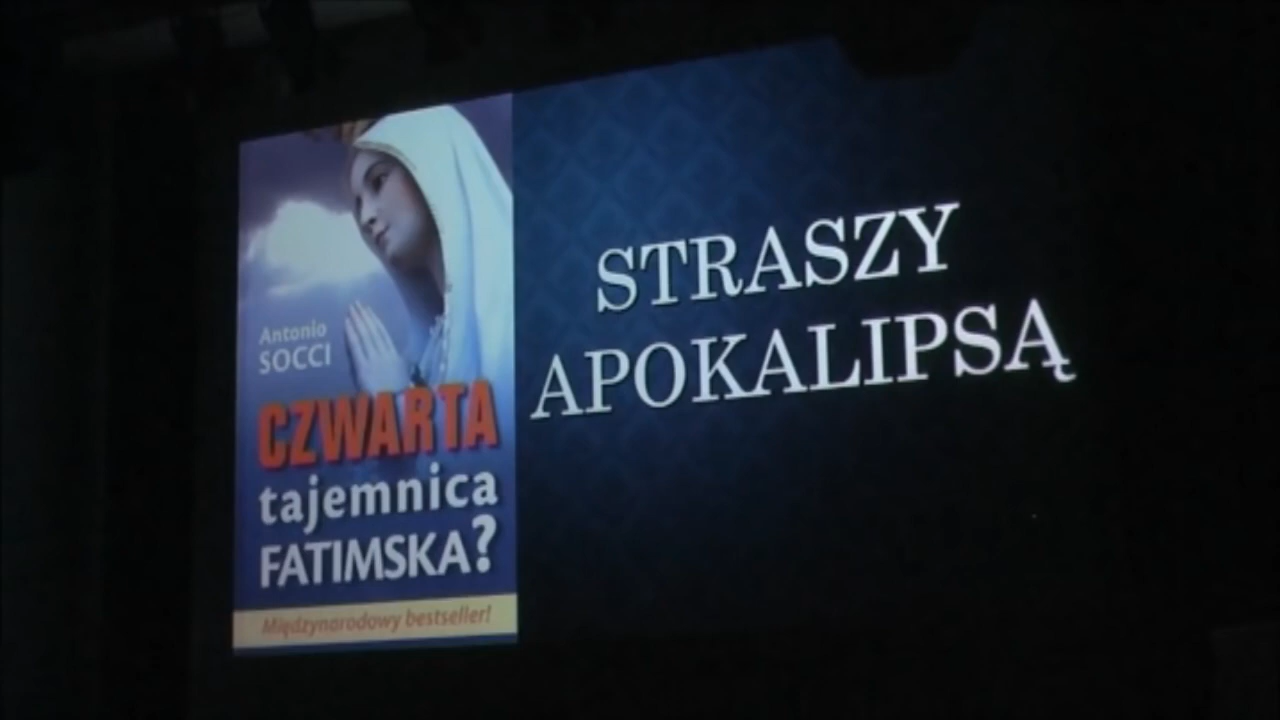 Antonio
SOCCI
CZWARTA
tajemnica
FATIMSKA?
Międzynarodowy bestseller!
STRASZY
APOKALIPSĄ